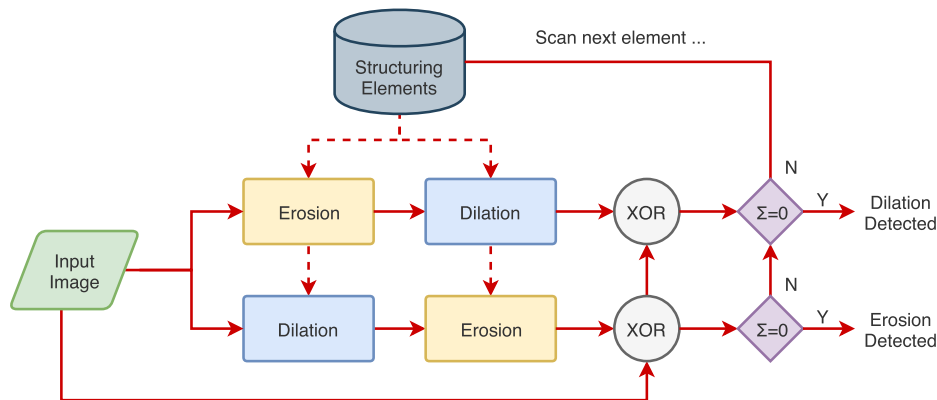 Scan next element ...
Structuring
Elements
N
Erosion
Dilation
XOR
Σ=0
Y
Dilation
Detected
Input
Image
N
Dilation
Erosion
XOR
Σ=0
Y
Erosion
Detected